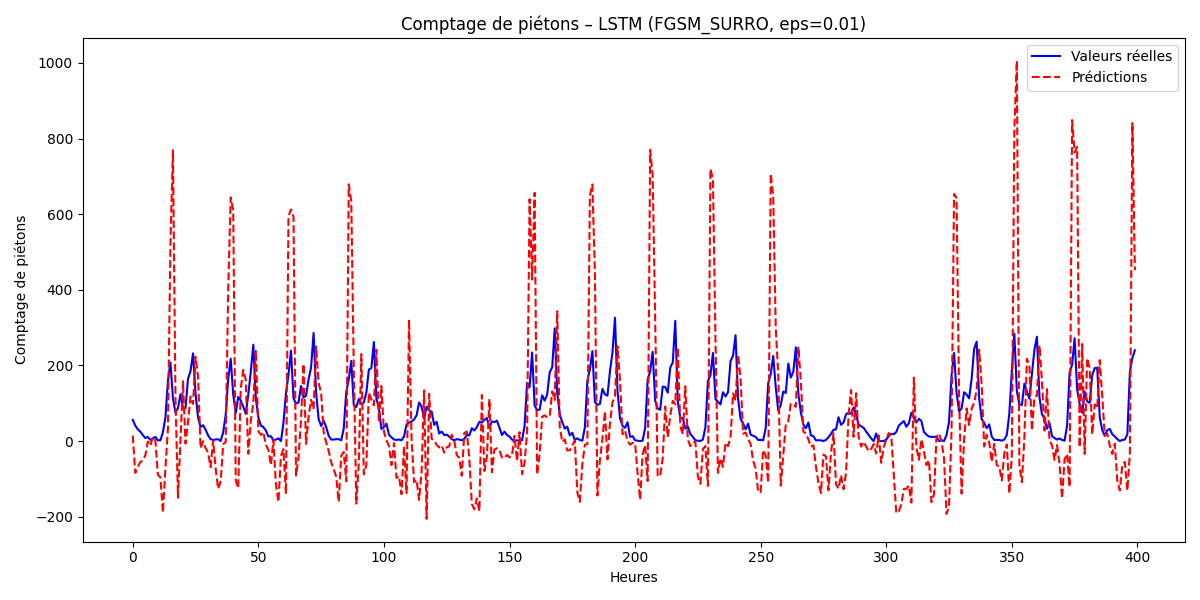 Comptage de piétons – LSTM (FGSM_SURRO, eps=0.01)
Valeurs réelles
Prédictions
Comptage de piétons
1000
800
600
400
200
0
−200
0 50 100 150 200 250 300 350 400
Heures